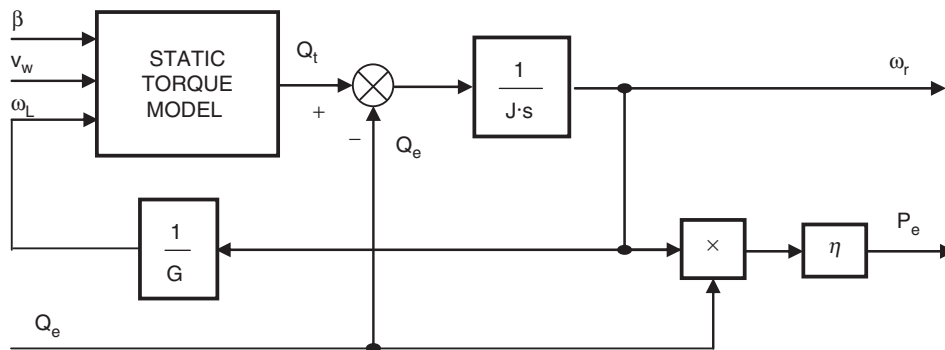 β
v_w
ω_L
STATIC
TORQUE
MODEL
Q_t
+
−
Q_e
1
J·s
ω_r
1
G
×
η
P_e
Q_e